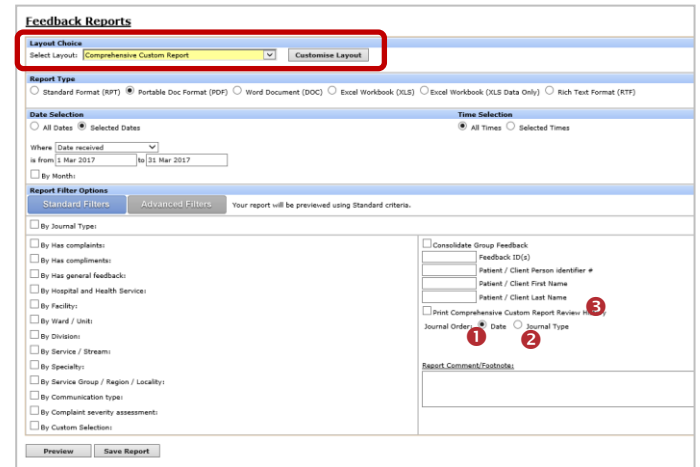 Feedback Reports
Layout Choice
Select Layout: Comprehensive Custom Report Customise Layout
Report Type
Standard Format (RPT) Portable Doc Format (PDF) Word Document (DOC) Excel Workbook (XLS) Excel Workbook (XLS Data Only) Rich Text Format (RTF)
Date Selection Time Selection
All Dates Selected Dates All Times Selected Times
Where Date received
is from 1 Mar 2017 to 31 Mar 2017
By Month:
Report Filter Options
Standard Filters Advanced Filters Your report will be previewed using Standard criteria.
By Journal Type:
By Has complaints: Consolidate Group Feedback
Feedback ID(s)
By Has compliments:
Patient / Client Person identifier #
By Has general feedback:
Patient / Client First Name
By Hospital and Health Service:
Patient / Client Last Name
By Facility: 3
Print Comprehensive Custom Report Review
By Ward / Unit: Journal Order: Date Journal Type
By Division: 1 2
By Service / Stream:
By Specialty: Report Comment/Footnote:
By Service Group / Region / Locality:
By Communication type:
By Complaint severity assessment:
By Custom Selection:
Preview Save Report